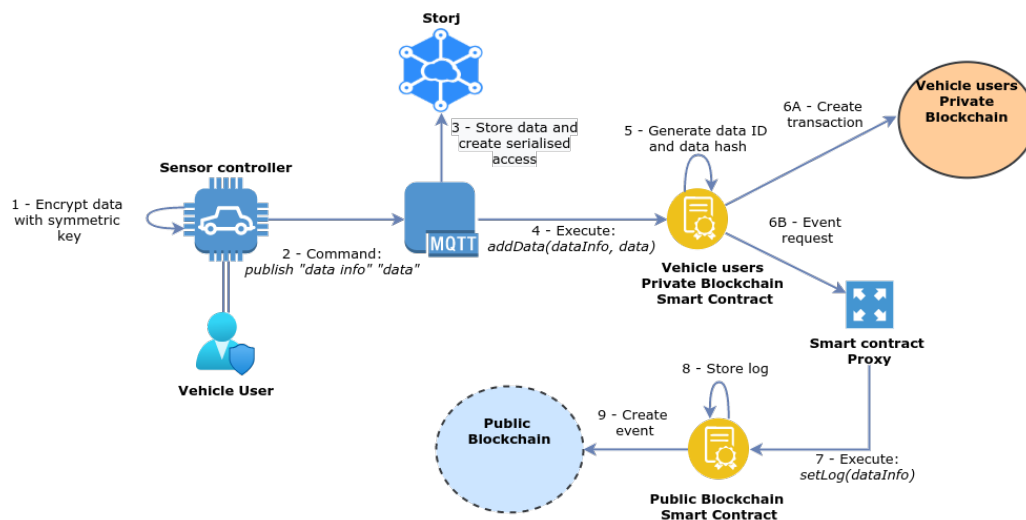 Storj
3 - Store data and
create serialised
access
Sensor controller
1 - Encrypt data
with symmetric
key
2 - Command:
publish "data info" "data"
MQTT
4 - Execute:
addData(dataInfo, data)
5 - Generate data ID
and data hash
6A - Create
transaction
Vehicle users
Private
Blockchain
6B - Event
request
Vehicle users
Private Blockchain
Smart Contract
Smart contract
Proxy
Vehicle User
8 - Store log
9 - Create
event
Public
Blockchain
7 - Execute:
setLog(dataInfo)
Public Blockchain
Smart Contract